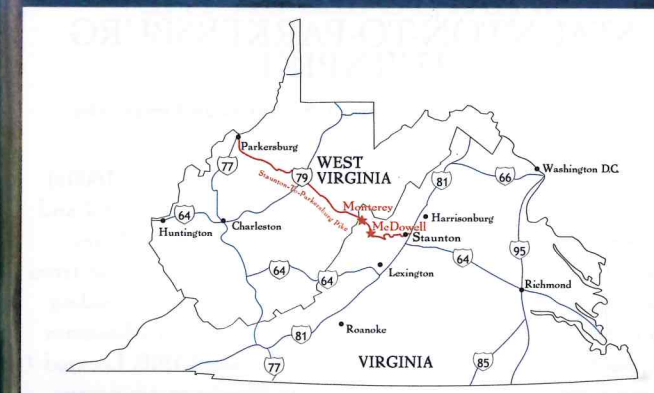 Parkersburg
77
WEST
VIRGINIA
79
Staunton-To-Parkersburg Pike
81
66
Washington D.C.
Monterey
64
Huntington
Charleston
McDowell
Harrisonburg
Staunton
95
64
64
64
Lexington
Richmond
81
Roanoke
77
VIRGINIA
85